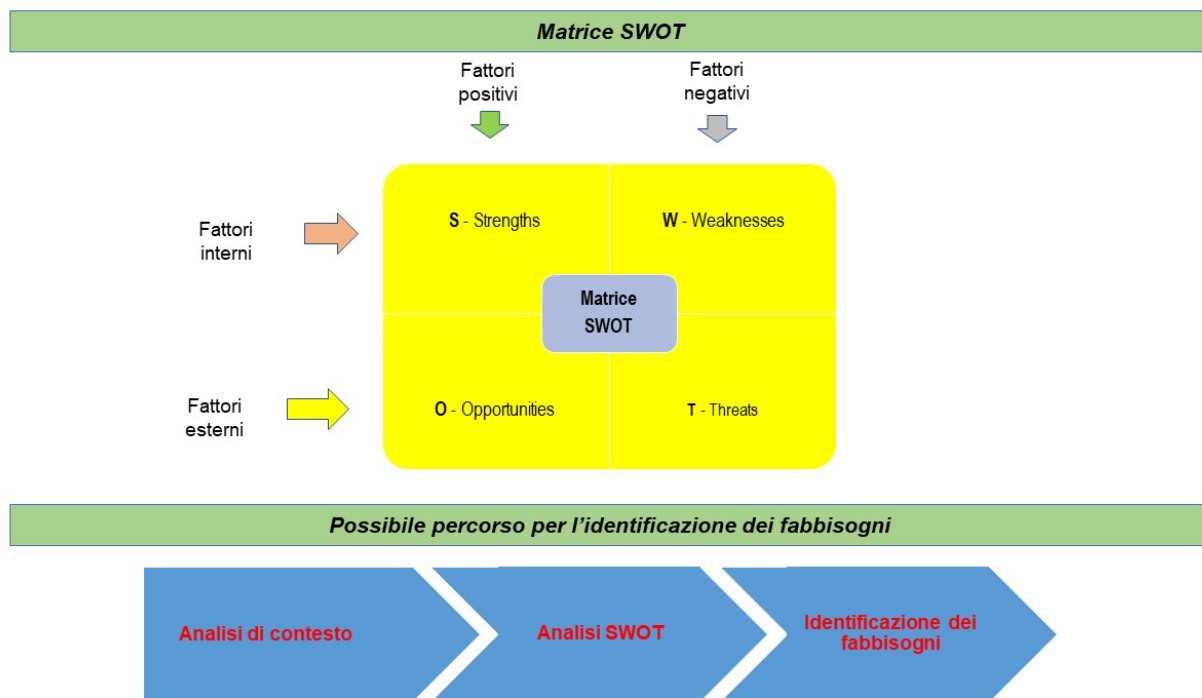 Matrice SWOT
Fattori
positivi
Fattori
negativi
Fattori
interni
S - Strengths
W - Weaknesses
Matrice
SWOT
Fattori
esterni
O - Opportunities
T - Threats
Possibile percorso per l’identificazione dei fabbisogni
Analisi di contesto
Analisi SWOT
Identificazione dei
fabbisogni